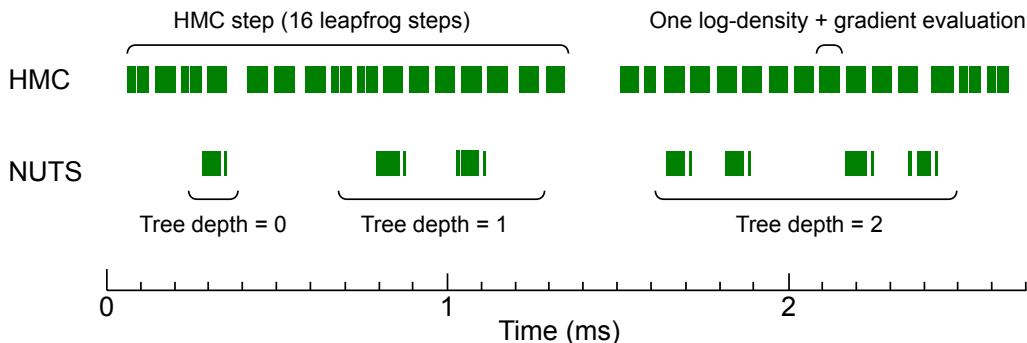 HMC step (16 leapfrog steps)
One log-density + gradient evaluation
HMC
NUTS
Tree depth = 0
Tree depth = 1
Tree depth = 2
0
1
2
Time (ms)